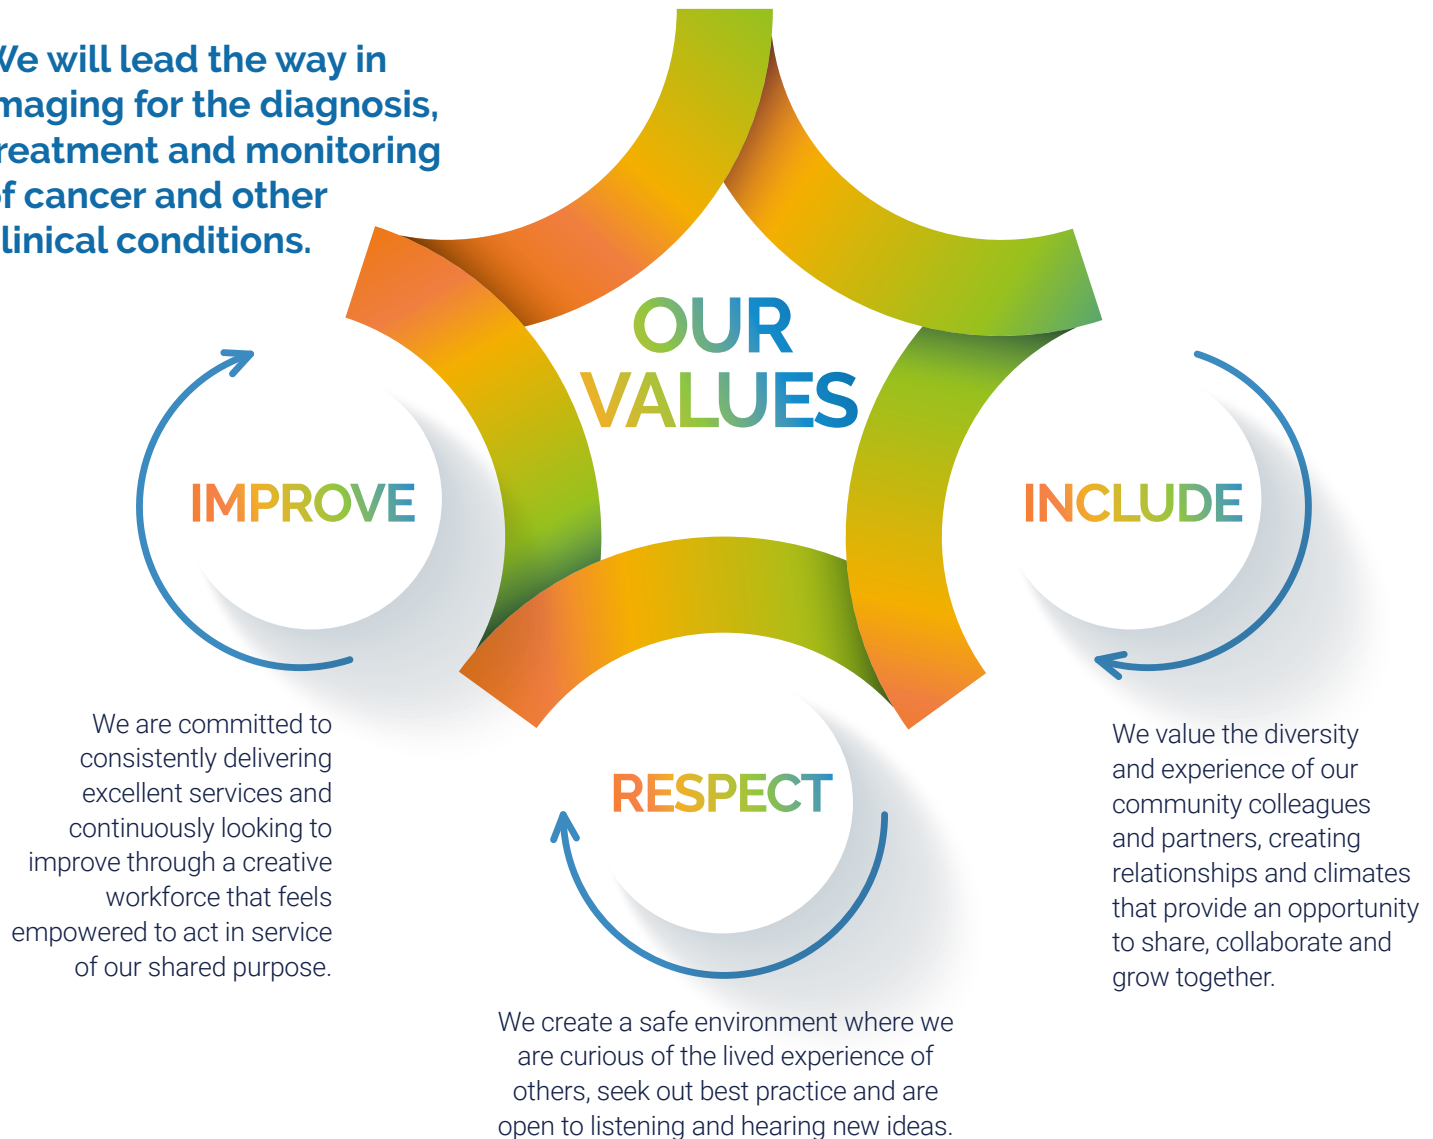 We will lead the way in
maging for the diagnosis,
reatment and monitoring
of cancer and other
linical conditions.
OUR
VALUES
IMPROVE
We are committed to
consistently delivering
excellent services and
continuously looking to
improve through a creative
workforce that feels
empowered to act in service
of our shared purpose.
RESPECT
We create a safe environment where we
are curious of the lived experience of
others, seek out best practice and are
open to listening and hearing new ideas.
INCLUDE
We value the diversity
and experience of our
community colleagues
and partners, creating
relationships and climates
that provide an opportunity
to share, collaborate and
grow together.